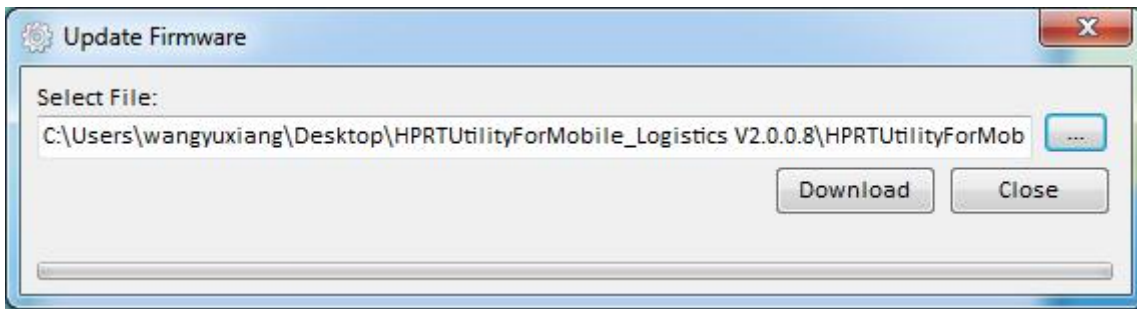 Update Firmware
Select File:
C:\Users\wangyuxiang\Desktop\HPRTUtilityForMobile_Logistics V2.0.0.8\HPRTUtilityForMob
...
Download Close